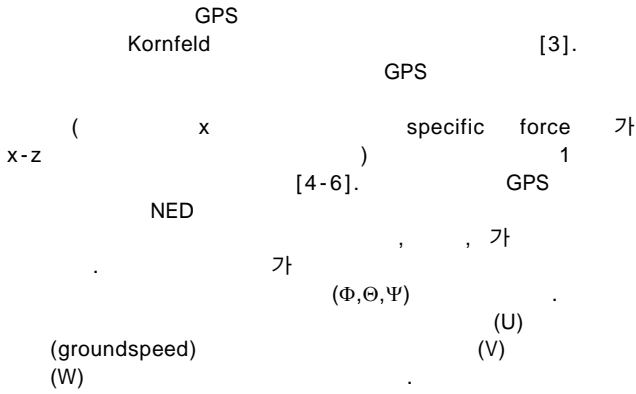 GPS
Kornfeld [3].
GPS
( x specific force 가
x-z ) 1
[4-6]. GPS
NED
, , 가
. 가
(Φ,Θ,Ψ) .
(U)
(groundspeed) (V)
(W) .